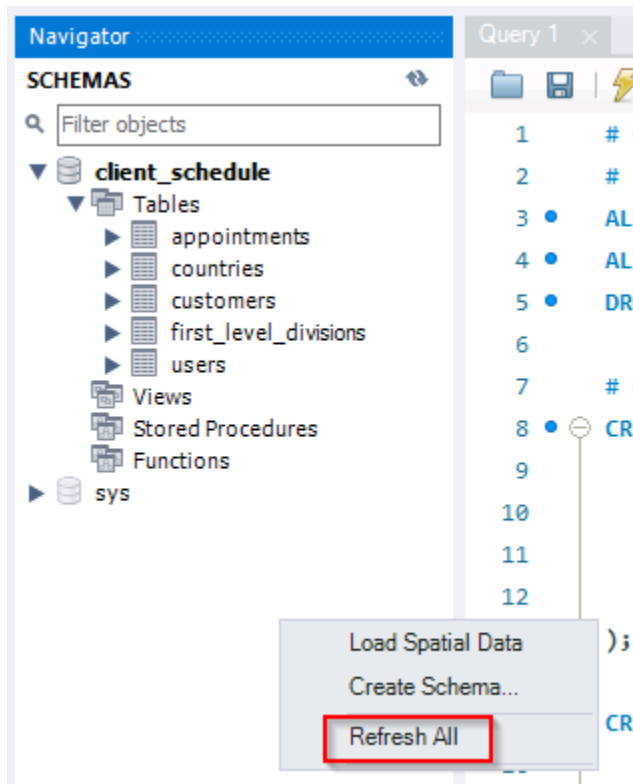 Navigator
SCHEMAS
Filter objects
client_schedule
Tables
appointments
countries
customers
first_level_divisions
users
Views
Stored Procedures
Functions
sys
Query 1
1 #
2 #
3 AL
4 AL
5 DR
6
7 #
8 CR
9
10
11
12
);
CR
Load Spatial Data
Create Schema...
Refresh All